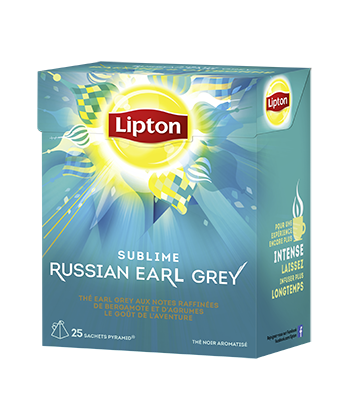 Lipton
SUBLIME
RUSSIAN EARL GREY
THÉ EARL GREY AUX NOTES RAFFINÉES
DE BERGAMOTE ET D'AGRUMES
LE GOÛT DE L'AVENTURE
25 SACHETS PYRAMID®
THÉ NOIR AROMATISÉ
Lipton
POUR UNE
EXPÉRIENCE
ENCORE PLUS
INTENSE
LAISSEZ
INFUSER PLUS
LONGTEMPS